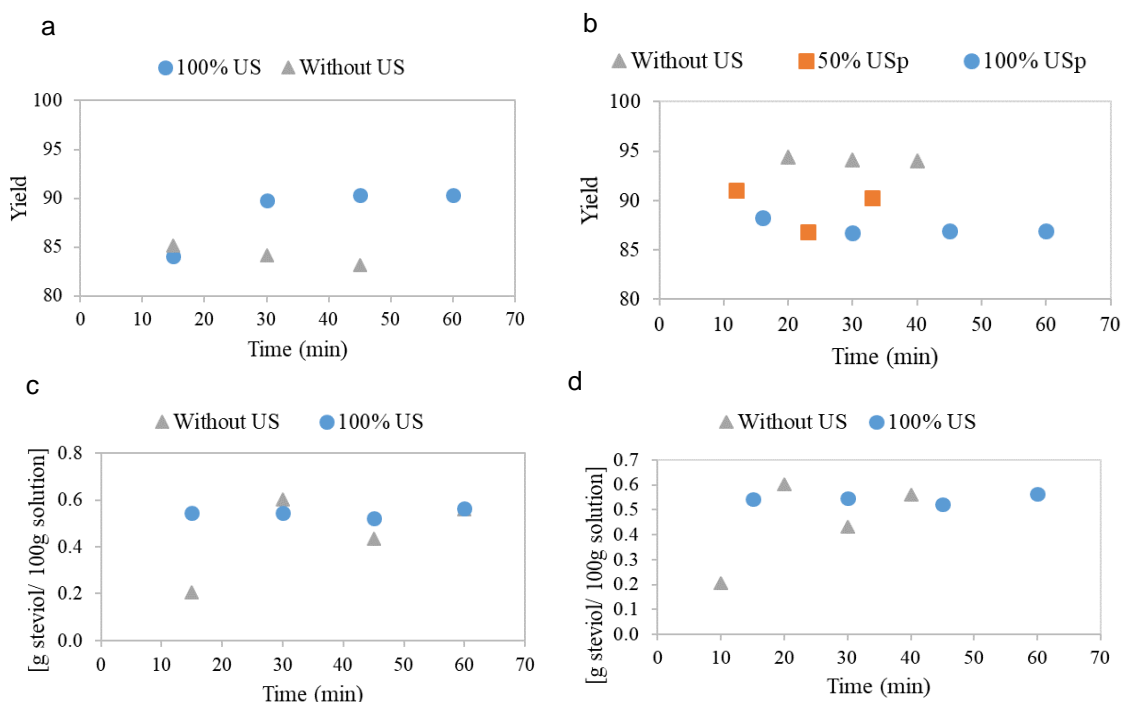 a
100% US Without US
100
95
90
85
80
Yield
0 10 20 30 40 50 60 70
Time (min)
b
Without US 50% USp 100% USp
100
95
90
85
80
Yield
0 10 20 30 40 50 60 70
Time (min)
c
Without US 100% US
0.8
0.6
0.4
0.2
0.0
[g steviol/ 100g solution]
0 10 20 30 40 50 60 70
Time (min)
d
Without US 100% US
0.7
0.6
0.5
0.4
0.3
0.2
0.1
0.0
[g steviol/ 100g solution]
0 10 20 30 40 50 60 70
Time (min)